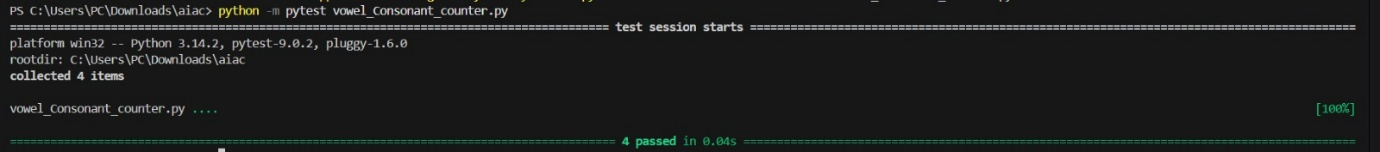 PS C:\Users\PC\Downloads\aiac> python -m pytest vowel_Consonant_counter.py
============================== test session starts ==============================
platform win32 -- Python 3.14.2, pytest-9.0.2, pluggy-1.6.0
rootdir: C:\Users\PC\Downloads\aiac
collected 4 items
vowel_Consonant_counter.py .... [100%]
============================== 4 passed in 0.04s ==============================